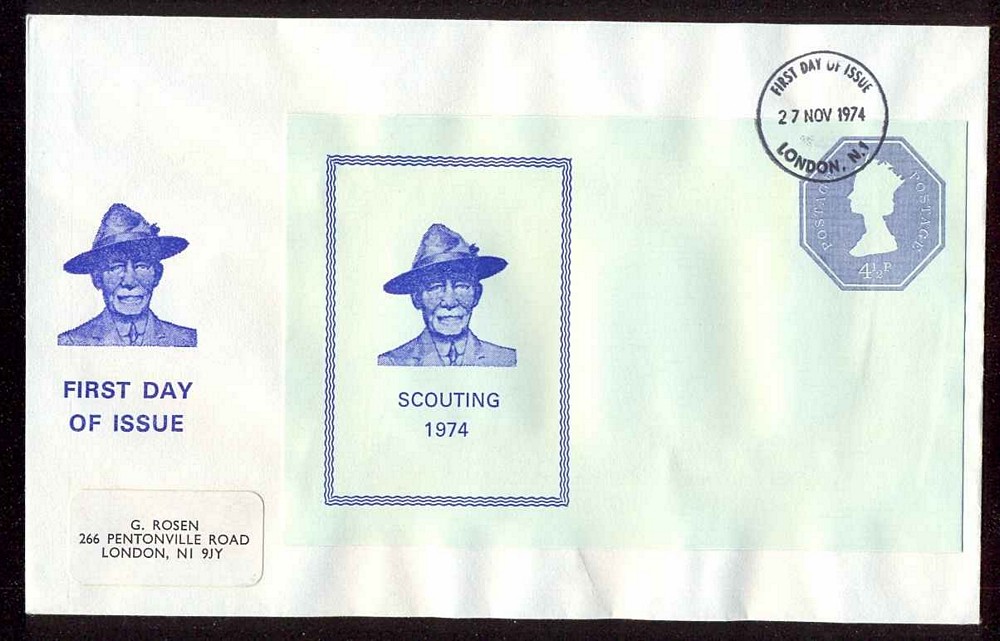 FIRST DAY OF ISSUE
27 NOV 1974
LONDON, N.1
POSTAGE POSTAGE
4½P
SCOUTING
1974
FIRST DAY
OF ISSUE
G. ROSEN
266 PENTONVILLE ROAD
LONDON, N1 9JY